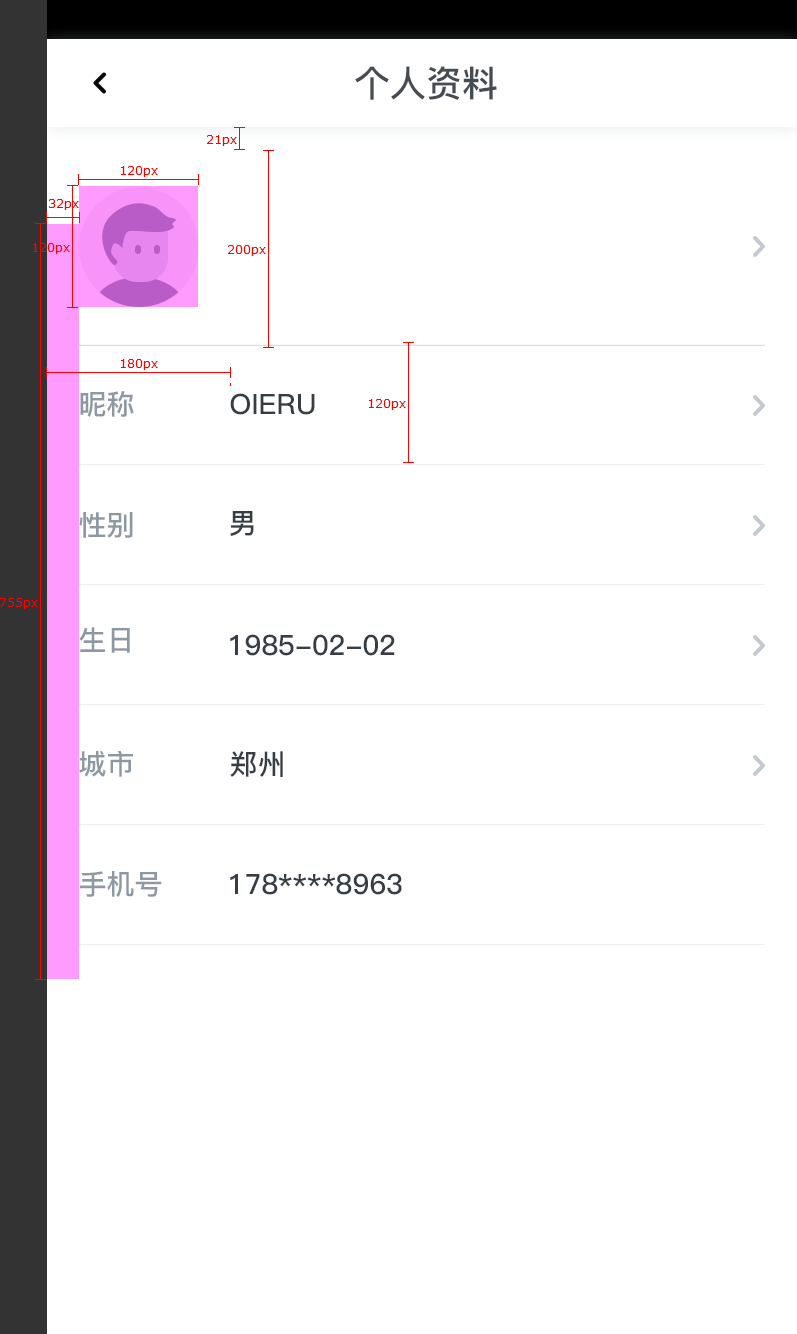 个人资料
21px
120px
32px
120px
200px
180px
昵称 OIERU
120px
性别 男
755px
生日 1985-02-02
城市 郑州
手机号 178****8963